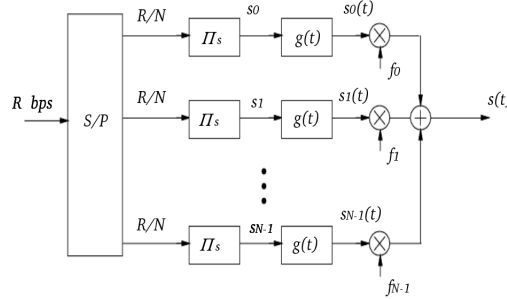 R/N
Πs
s0
g(t)
s0(t)
f0
R bps
S/P
R/N
Πs
s1
g(t)
s1(t)
f1
s(t)
R/N
Πs
sN-1
g(t)
sN-1(t)
fN-1